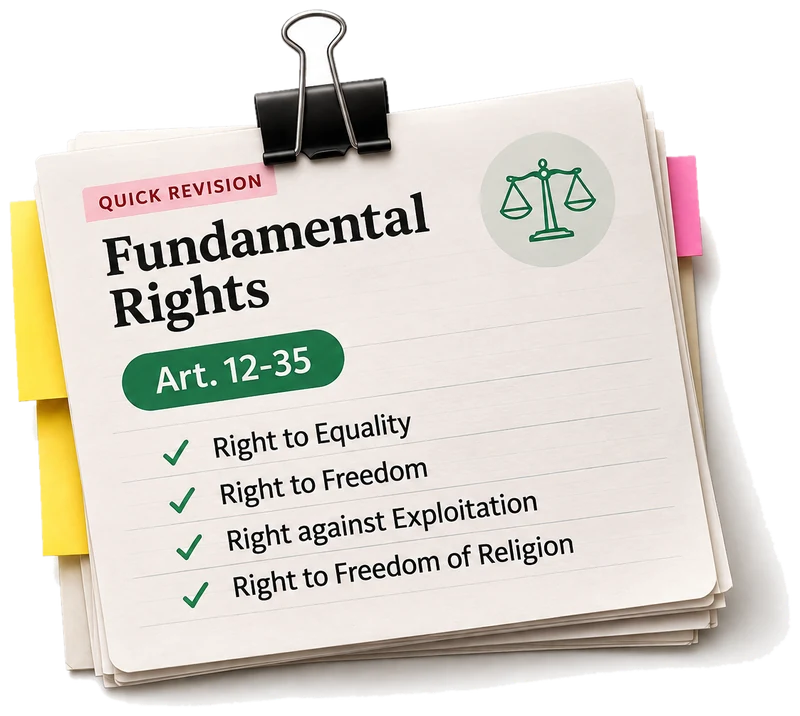 QUICK REVISION
Fundamental
Rights
Art. 12-35
Right to Equality
Right to Freedom
Right against Exploitation
Right to Freedom of Religion